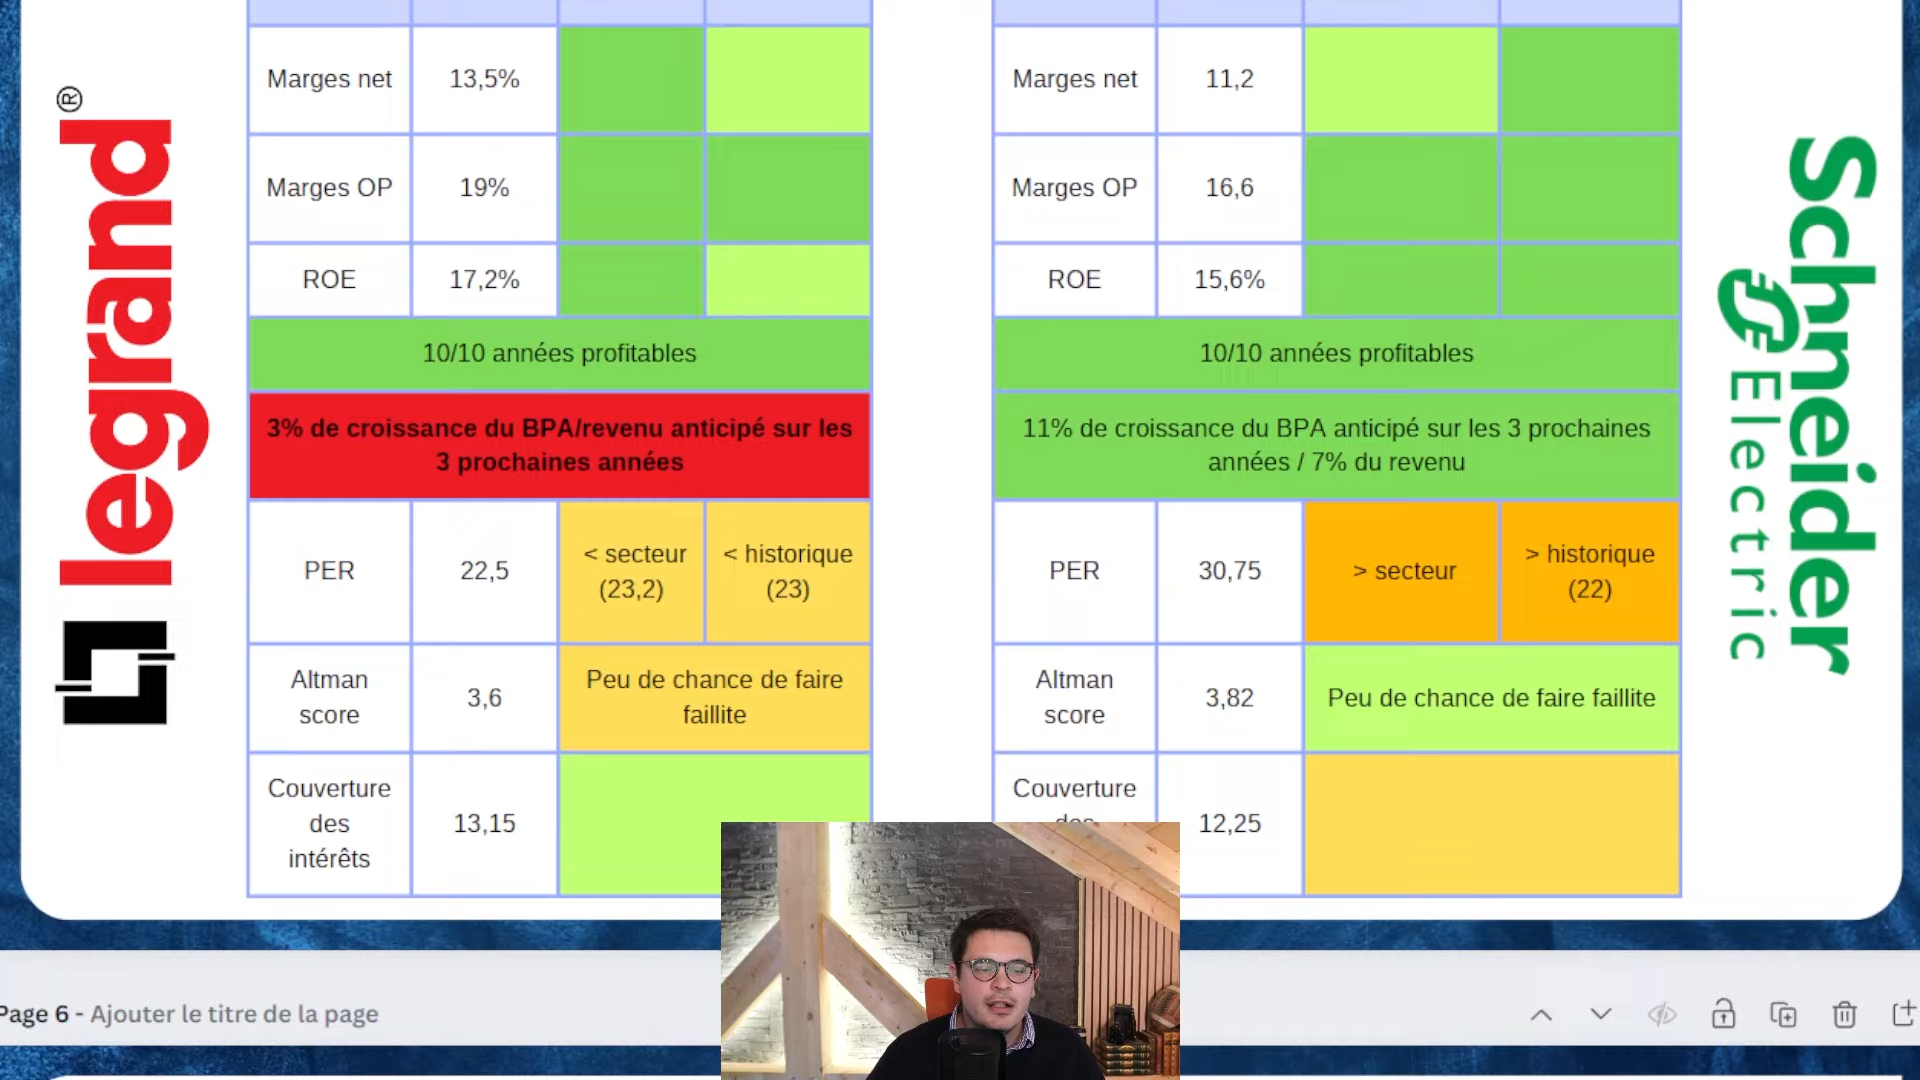 legrand®
Marges net 13,5%
Marges OP 19%
ROE 17,2%
10/10 années profitables
3% de croissance du BPA/revenu anticipé sur les
3 prochaines années
PER 22,5 < secteur (23,2) < historique (23)
Altman score 3,6 Peu de chance de faire faillite
Couverture des intérêts 13,15
Marges net 11,2
Marges OP 16,6
ROE 15,6%
10/10 années profitables
11% de croissance du BPA anticipé sur les 3 prochaines
années / 7% du revenu
PER 30,75 > secteur > historique (22)
Altman score 3,82 Peu de chance de faire faillite
Couverture des 12,25
Schneider
Electric
Page 6 - Ajouter le titre de la page